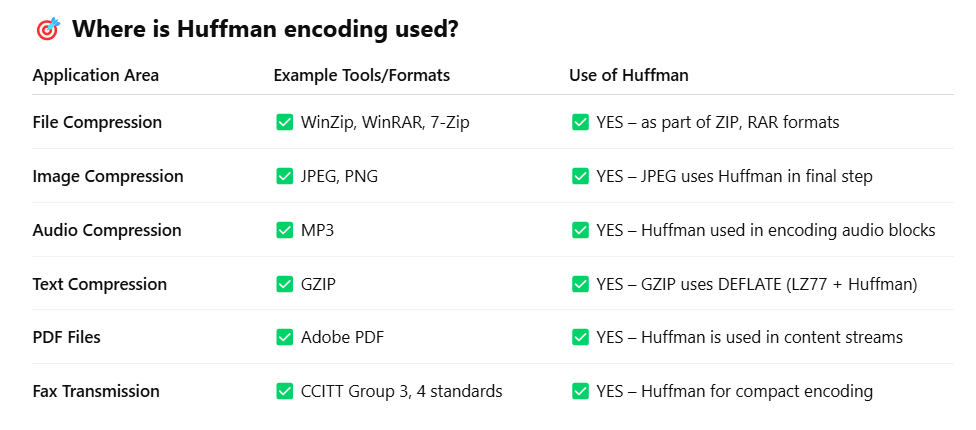 🎯 Where is Huffman encoding used?
Application Area Example Tools/Formats Use of Huffman
File Compression ✅ WinZip, WinRAR, 7-Zip ✅ YES – as part of ZIP, RAR formats
Image Compression ✅ JPEG, PNG ✅ YES – JPEG uses Huffman in final step
Audio Compression ✅ MP3 ✅ YES – Huffman used in encoding audio blocks
Text Compression ✅ GZIP ✅ YES – GZIP uses DEFLATE (LZ77 + Huffman)
PDF Files ✅ Adobe PDF ✅ YES – Huffman is used in content streams
Fax Transmission ✅ CCITT Group 3, 4 standards ✅ YES – Huffman for compact encoding